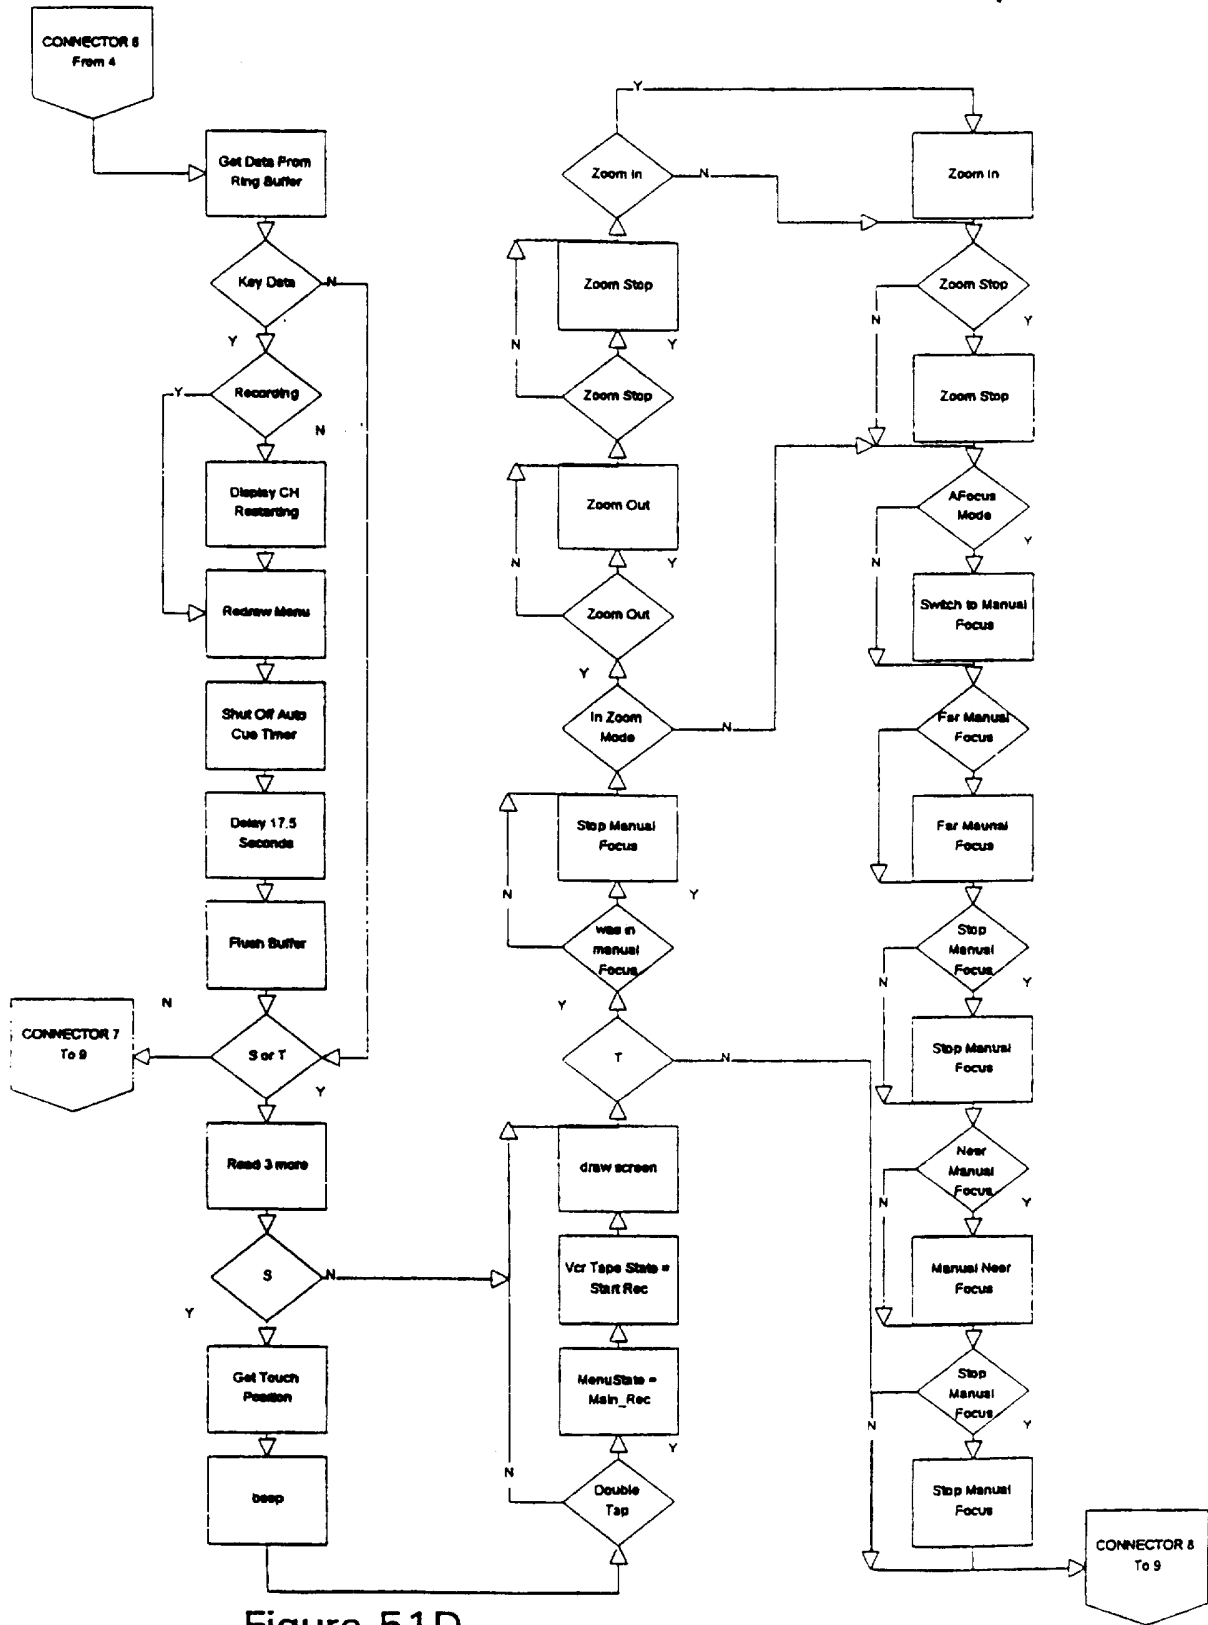 CONNECTOR 6
From 4
Get Data From
Ring Buffer
Key Data
N
Y
Recording
Y
N
Display CH
Restarting
Redraw Menu
Shut Off Auto
Cue Timer
Delay 17.5
Seconds
Flush Buffer
N
CONNECTOR 7
To 9
S or T
Y
Read 3 more
S
N
Y
Get Touch
Position
beep
Y
Zoom In
N
Zoom Stop
N
Y
Zoom Stop
Zoom Out
N
Y
Zoom Out
Y
In Zoom
Mode
N
Stop Manual
Focus
N
Y
was in
manual
Focus
Y
T
N
draw screen
Vcr Tape State =
Start Rec
MenuState =
Main_Rec
Y
N
Double
Tap
Zoom In
Zoom Stop
N
Y
Zoom Stop
AFocus
Mode
Y
N
Switch to Manual
Focus
Far Manual
Focus
Far Maunal
Focus
Stop
Manual
Focus
N
Y
Stop Manual
Focus
Near
Manual
Focus
N
Y
Manual Near
Focus
Stop
Manual
Focus
N
Y
Stop Manual
Focus
CONNECTOR 8
To 9
Figure 51D